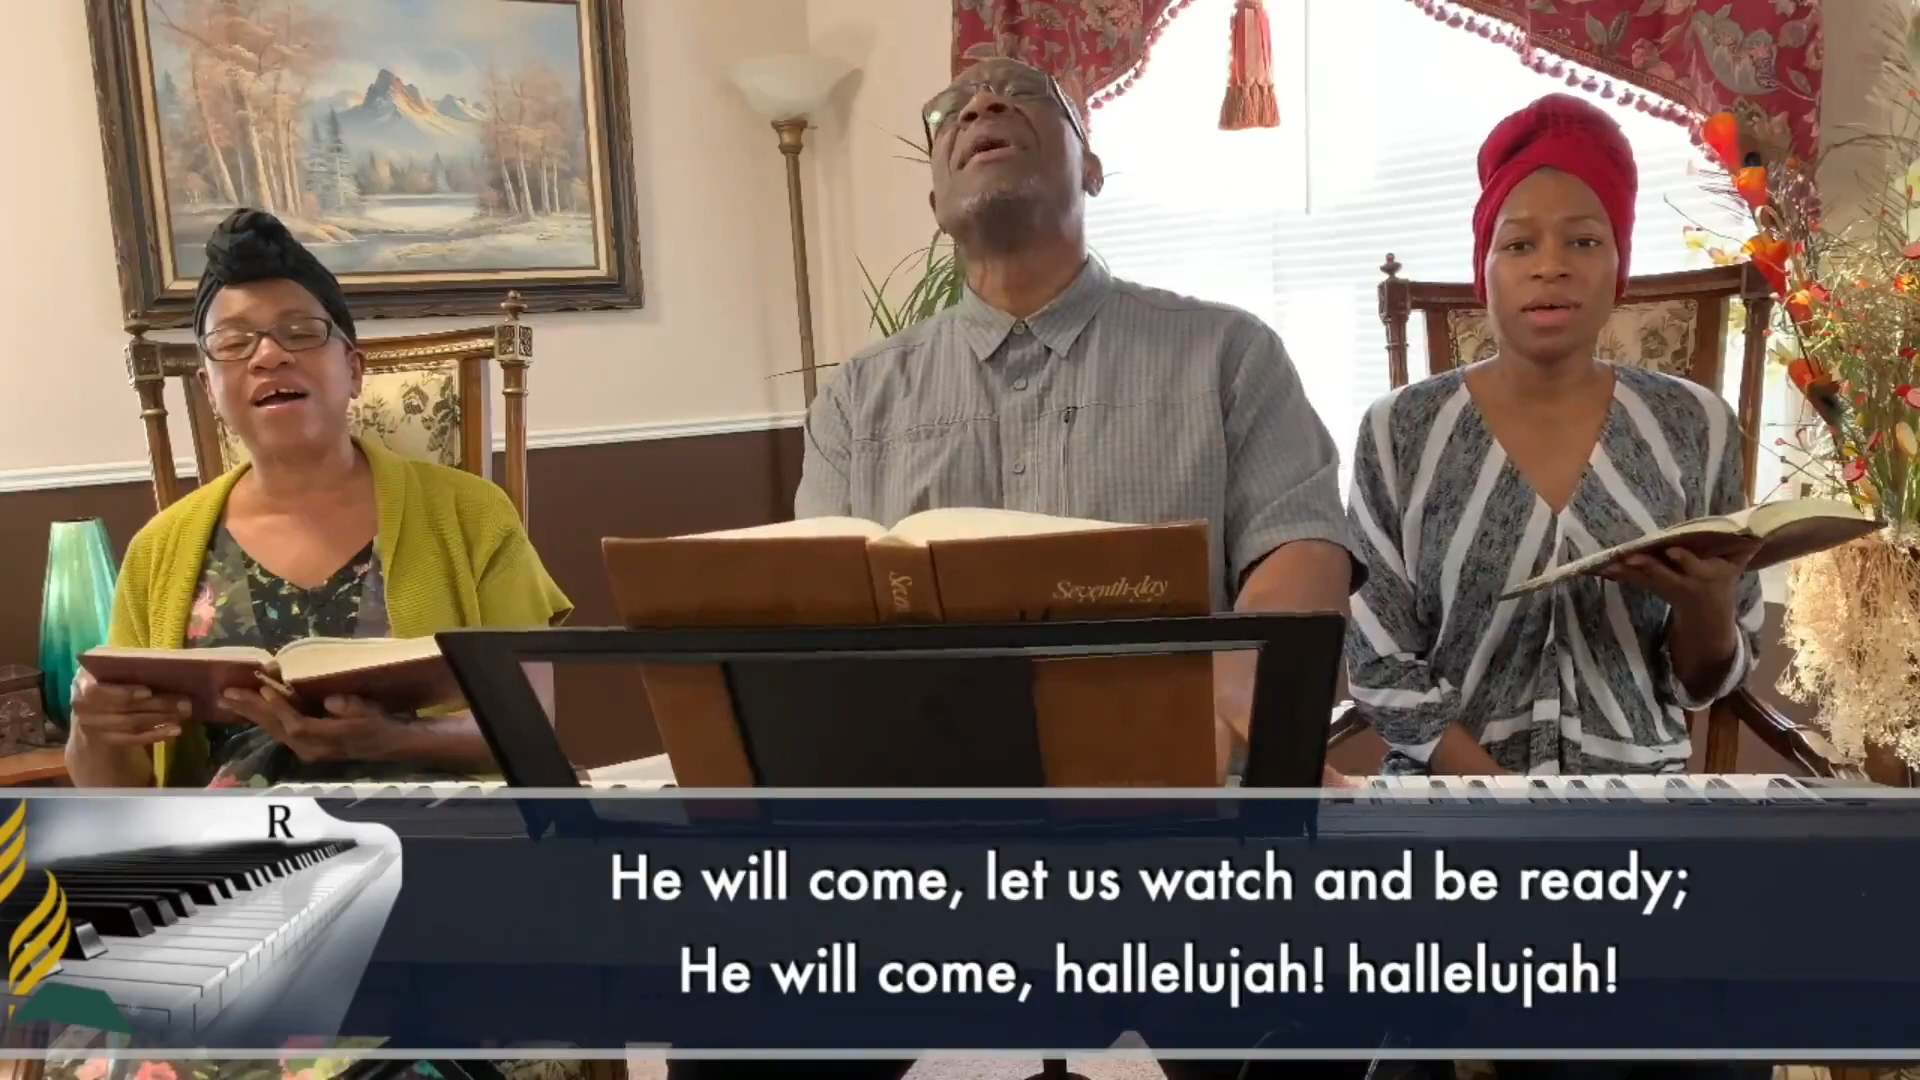 Seventh-day
R
He will come, let us watch and be ready;
He will come, hallelujah! hallelujah!